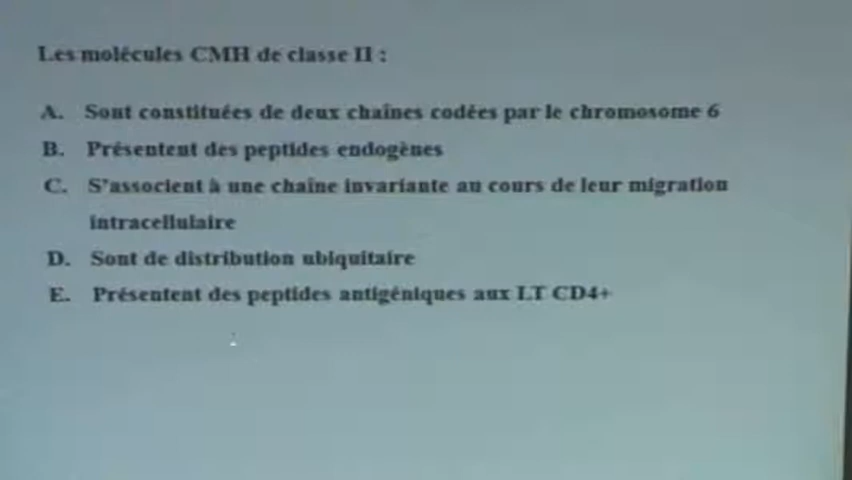 Les molécules CMH de classe II :
A. Sont constituées de deux chaînes codées par le chromosome 6
B. Présentent des peptides endogènes
C. S'associent à une chaîne invariante au cours de leur migration
intracellulaire
D. Sont de distribution ubiquitaire
E. Présentent des peptides antigéniques aux LT CD4+